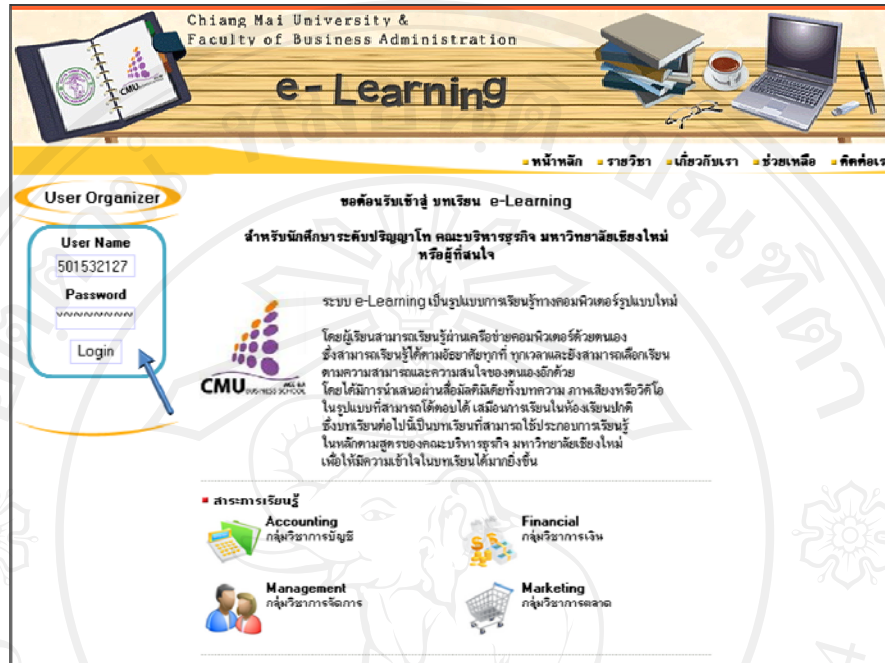 Chiang Mai University &
Faculty of Business Administration
e-Learning
หน้าหลัก รายวิชา เกี่ยวกับเรา ช่วยเหลือ ติดต่อเร
User Organizer
User Name
501532127
Password
Login
ขอต้อนรับเข้าสู่ บทเรียน e-Learning
สำหรับนักศึกษาระดับปริญญาโท คณะบริหารธุรกิจ มหาวิทยาลัยเชียงใหม่
หรือผู้ที่สนใจ
CMU BUSINESS SCHOOL
ระบบ e-Learning เป็นรูปแบบการเรียนรู้ทางคอมพิวเตอร์รูปแบบใหม่
โดยผู้เรียนสามารถเรียนรู้ผ่านเครือข่ายคอมพิวเตอร์ด้วยตนเอง
ซึ่งสามารถเรียนรู้ได้ตามอัธยาศัยทุกที่ ทุกเวลาและยังสามารถเลือกเรียน
ตามความสามารถและความสนใจของตนเองอีกด้วย
โดยได้มีการนำเสนอผ่านสื่อมัลติมิเดียทั้งบทความ ภาพเสียงหรือวิดิโอ
ในรูปแบบที่สามารถโต้ตอบได้ เสมือนการเรียนในห้องเรียนปกติ
ซึ่งบทเรียนต่อไปนี้เป็นบทเรียนที่สามารถใช้ประกอบการเรียนรู้
ในหลักตามสูตรของคณะบริหารธุรกิจ มหาวิทยาลัยเชียงใหม่
เพื่อให้มีความเข้าใจในบทเรียนได้มากยิ่งขึ้น
สาระการเรียนรู้
Accounting
กลุ่มวิชาการบัญชี
Financial
กลุ่มวิชาการเงิน
Management
กลุ่มวิชาการจัดการ
Marketing
กลุ่มวิชาการตลาด